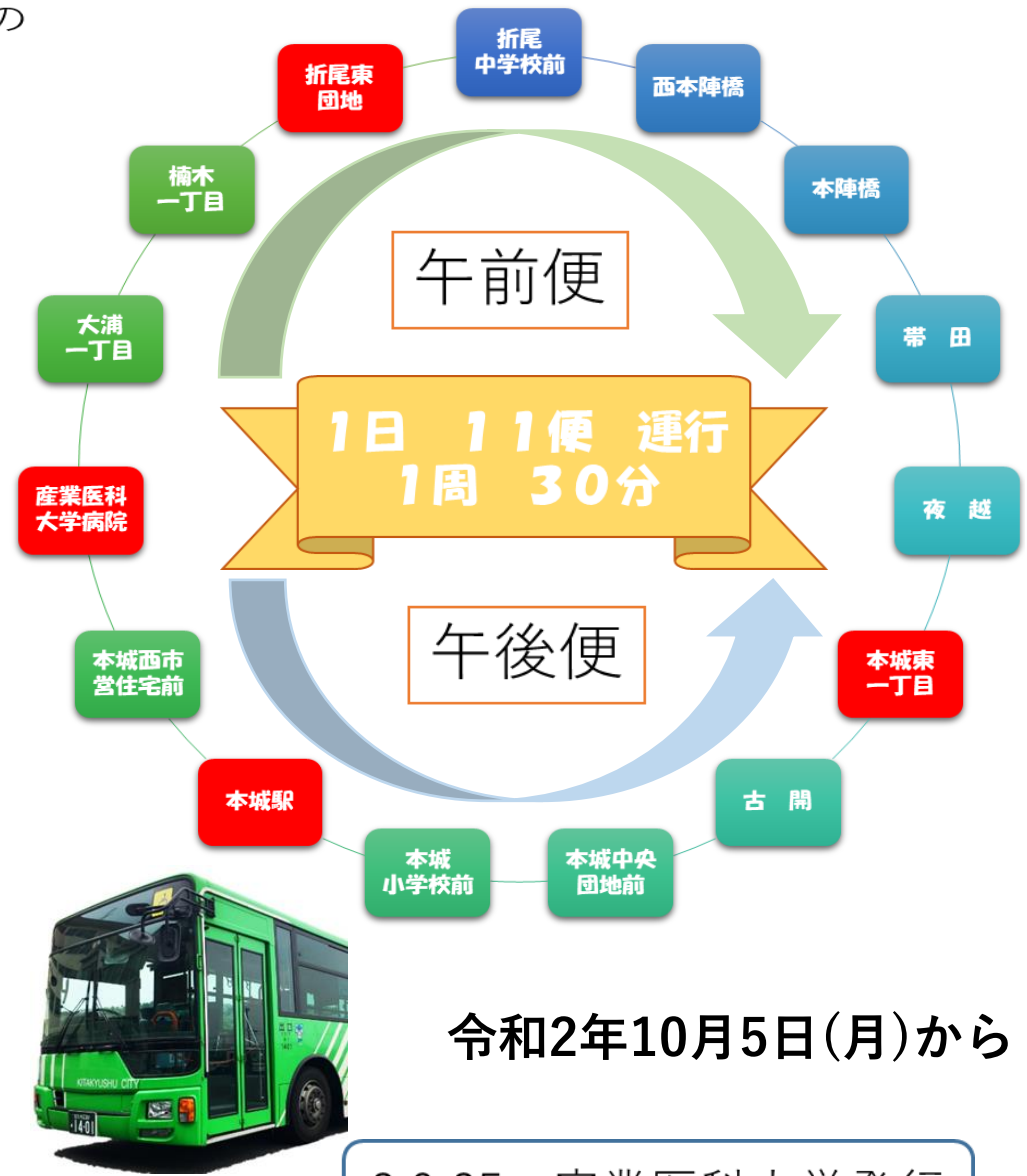 の
折尾
中学校前
折尾東
団地
西本陣橋
楠木
一丁目
本陣橋
午前便
大浦
一丁目
帯 田
1日 11便 運行
1周 30分
産業医科
大学病院
夜 越
午後便
本城西市
営住宅前
本城東
一丁目
本城駅
古 開
本城
小学校前
本城中央
団地前
令和2年10月5日(月)から
KITAKYUSHU CITY
・14-01